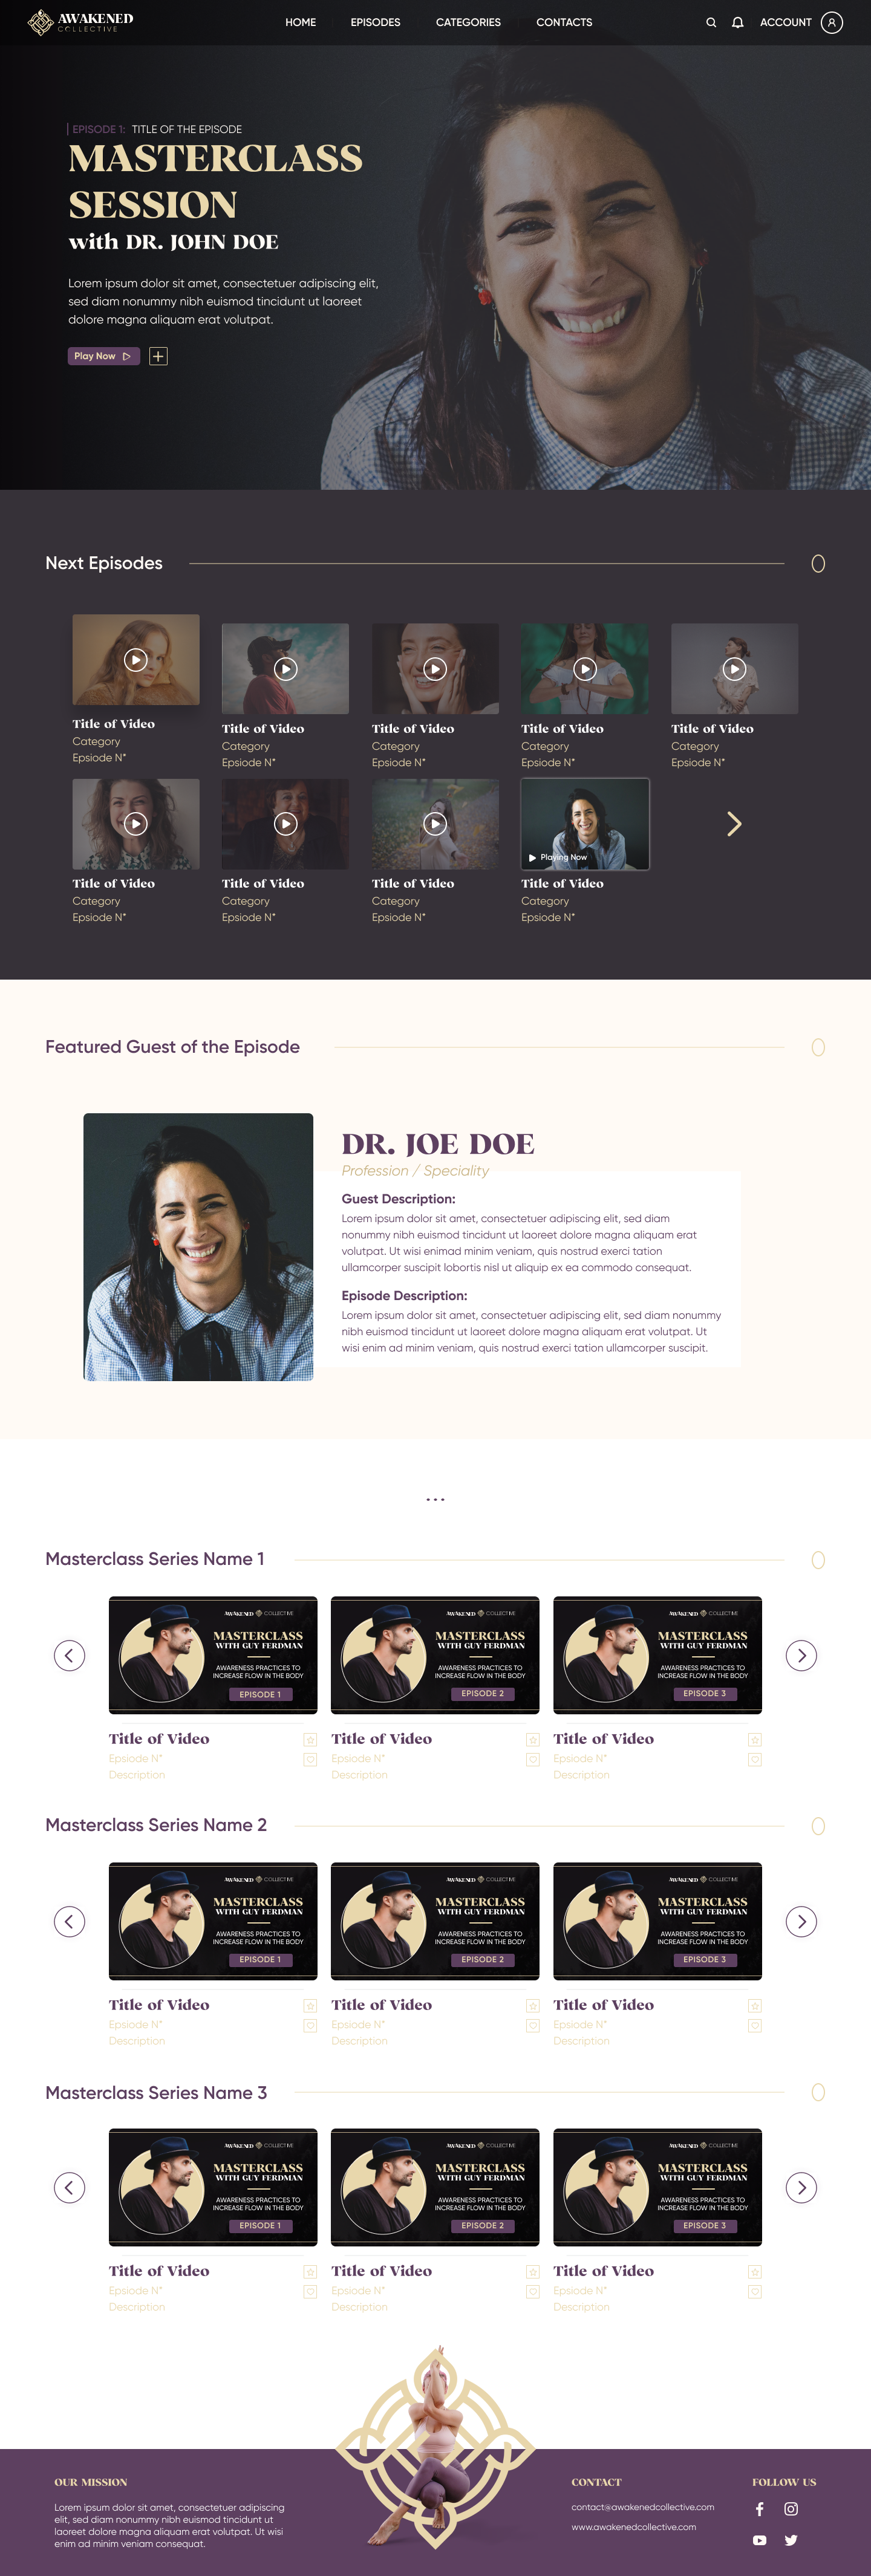 AWAKENED
COLLECTIVE
HOME
EPISODES
CATEGORIES
CONTACTS
ACCOUNT
EPISODE 1: TITLE OF THE EPISODE
MASTERCLASS
SESSION
with DR. JOHN DOE
Lorem ipsum dolor sit amet, consectetuer adipiscing elit,
sed diam nonummy nibh euismod tincidunt ut laoreet
dolore magna aliquam erat volutpat.
Play Now
Next Episodes
Title of Video
Category
Epsiode N*
Title of Video
Category
Epsiode N*
Title of Video
Category
Epsiode N*
Title of Video
Category
Epsiode N*
Title of Video
Category
Epsiode N*
Title of Video
Category
Epsiode N*
Title of Video
Category
Epsiode N*
Title of Video
Category
Epsiode N*
Playing Now
Title of Video
Category
Epsiode N*
Featured Guest of the Episode
DR. JOE DOE
Profession / Speciality
Guest Description:
Lorem ipsum dolor sit amet, consectetuer adipiscing elit, sed diam
nonummy nibh euismod tincidunt ut laoreet dolore magna aliquam erat
volutpat. Ut wisi enimad minim veniam, quis nostrud exerci tation
ullamcorper suscipit lobortis nisl ut aliquip ex ea commodo consequat.
Episode Description:
Lorem ipsum dolor sit amet, consectetuer adipiscing elit, sed diam nonummy
nibh euismod tincidunt ut laoreet dolore magna aliquam erat volutpat. Ut
wisi enim ad minim veniam, quis nostrud exerci tation ullamcorper suscipit.
...
Masterclass Series Name 1
AWAKENED COLLECTIVE
MASTERCLASS
WITH GUY FERDMAN
AWARENESS PRACTICES TO
INCREASE FLOW IN THE BODY
EPISODE 1
Title of Video
Epsiode N*
Description
AWAKENED COLLECTIVE
MASTERCLASS
WITH GUY FERDMAN
AWARENESS PRACTICES TO
INCREASE FLOW IN THE BODY
EPISODE 2
Title of Video
Epsiode N*
Description
AWAKENED COLLECTIVE
MASTERCLASS
WITH GUY FERDMAN
AWARENESS PRACTICES TO
INCREASE FLOW IN THE BODY
EPISODE 3
Title of Video
Epsiode N*
Description
Masterclass Series Name 2
AWAKENED COLLECTIVE
MASTERCLASS
WITH GUY FERDMAN
AWARENESS PRACTICES TO
INCREASE FLOW IN THE BODY
EPISODE 1
Title of Video
Epsiode N*
Description
AWAKENED COLLECTIVE
MASTERCLASS
WITH GUY FERDMAN
AWARENESS PRACTICES TO
INCREASE FLOW IN THE BODY
EPISODE 2
Title of Video
Epsiode N*
Description
AWAKENED COLLECTIVE
MASTERCLASS
WITH GUY FERDMAN
AWARENESS PRACTICES TO
INCREASE FLOW IN THE BODY
EPISODE 3
Title of Video
Epsiode N*
Description
Masterclass Series Name 3
AWAKENED COLLECTIVE
MASTERCLASS
WITH GUY FERDMAN
AWARENESS PRACTICES TO
INCREASE FLOW IN THE BODY
EPISODE 1
Title of Video
Epsiode N*
Description
AWAKENED COLLECTIVE
MASTERCLASS
WITH GUY FERDMAN
AWARENESS PRACTICES TO
INCREASE FLOW IN THE BODY
EPISODE 2
Title of Video
Epsiode N*
Description
AWAKENED COLLECTIVE
MASTERCLASS
WITH GUY FERDMAN
AWARENESS PRACTICES TO
INCREASE FLOW IN THE BODY
EPISODE 3
Title of Video
Epsiode N*
Description
OUR MISSION
Lorem ipsum dolor sit amet, consectetuer adipiscing
elit, sed diam nonummy nibh euismod tincidunt ut
laoreet dolore magna aliquam erat volutpat. Ut wisi
enim ad minim veniam consequat.
CONTACT
contact@awakenedcollective.com
www.awakenedcollective.com
FOLLOW US